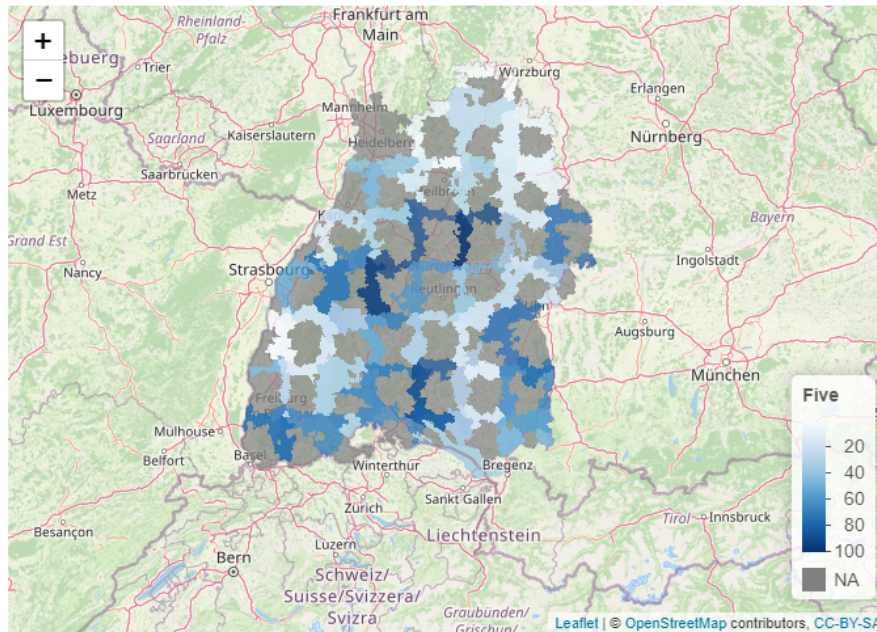 +
−
Frankfurt am
Main
Rheinland-
Pfalz
Trier
Luxembourg
Würzburg
Erlangen
Mannheim
Heidelberg
Nürnberg
Saarland
Kaiserslautern
Saarbrücken
Metz
Grand Est
Bayern
Nancy
Strasbourg
Ingolstadt
Reutlingen
Augsburg
München
Freiburg
Mulhouse
Belfort
Basel
Winterthur
Bregenz
Zürich
Sankt Gallen
Besançon
Luzern
Liechtenstein
Tirol
Innsbruck
Bern
Schweiz/
Suisse/Svizzera/
Svizra
Graubünden/
Five
20
40
60
80
100
NA
Leaflet | © OpenStreetMap contributors, CC-BY-SA